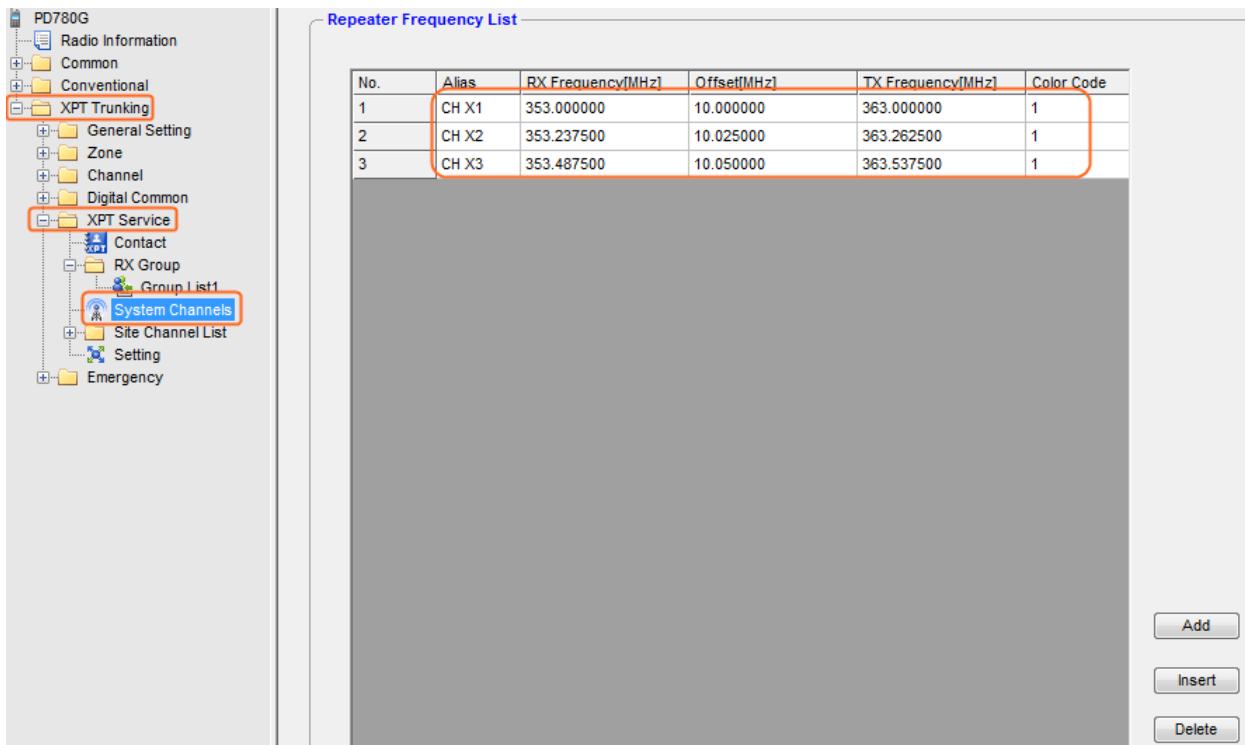 PD780G
Radio Information
Common
Conventional
XPT Trunking
General Setting
Zone
Channel
Digital Common
XPT Service
XPT
Contact
RX Group
Group List1
System Channels
Site Channel List
Setting
Emergency
Repeater Frequency List
No. Alias RX Frequency[MHz] Offset[MHz] TX Frequency[MHz] Color Code
1 CH X1 353.000000 10.000000 363.000000 1
2 CH X2 353.237500 10.025000 363.262500 1
3 CH X3 353.487500 10.050000 363.537500 1
Add
Insert
Delete